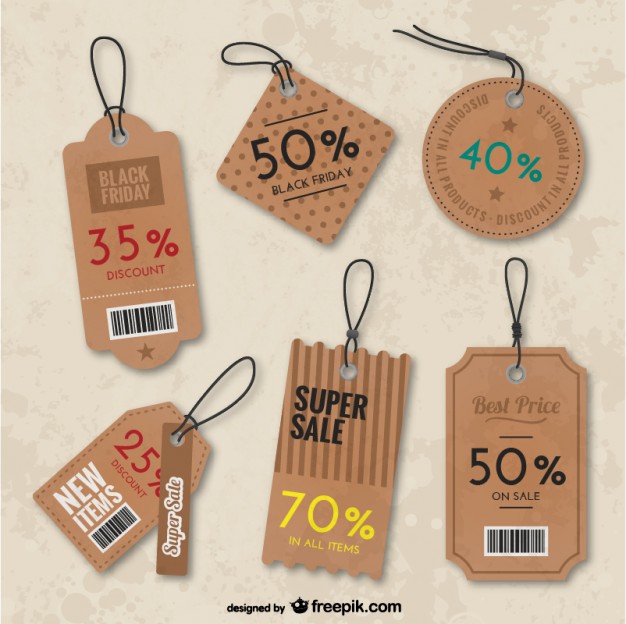 BLACK
FRIDAY
35%
DISCOUNT
50%
BLACK FRIDAY
DISCOUNT IN ALL PRODUCTS · DISCOUNT IN ALL PRODUCTS
40%
25%
DISCOUNT
NEW
ITEMS
Super Sale
SUPER
SALE
70%
IN ALL ITEMS
Best Price
50%
ON SALE
designed by freepik.com